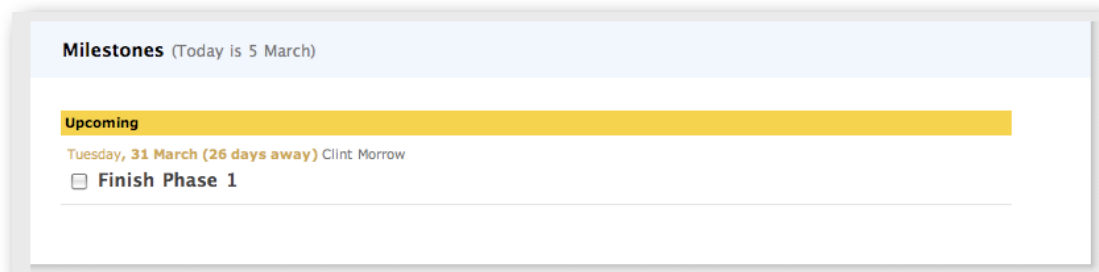 Milestones (Today is 5 March)
Upcoming
Tuesday, 31 March (26 days away) Clint Morrow
Finish Phase 1